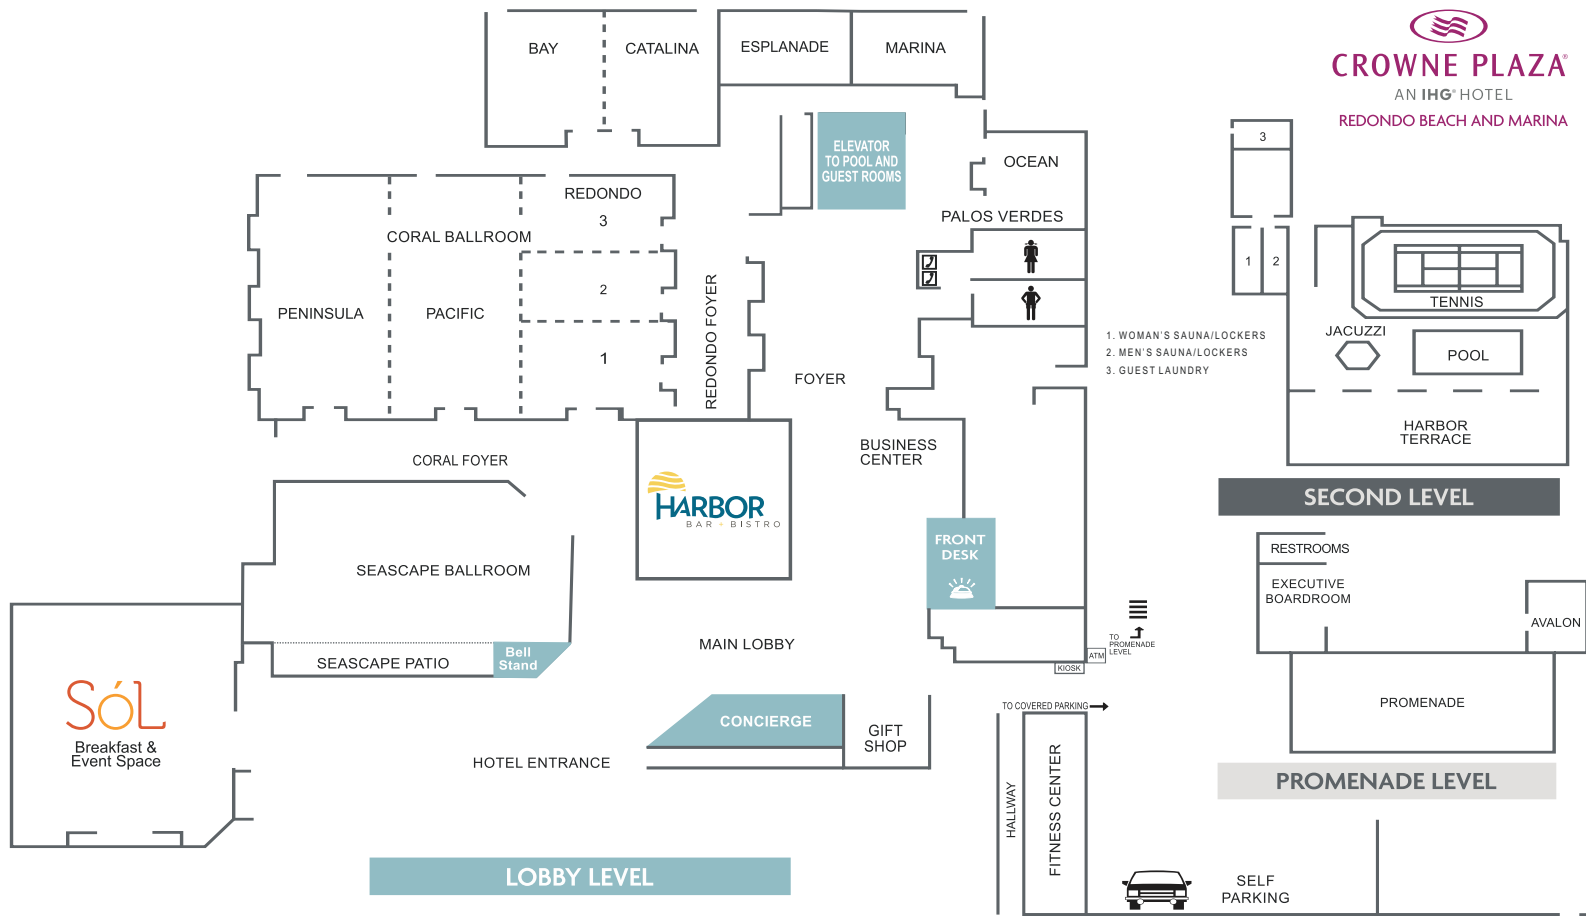 BAY
CATALINA
ESPLANADE
MARINA
CROWNE PLAZA®
AN IHG® HOTEL
REDONDO BEACH AND MARINA
ELEVATOR
TO POOL AND
GUEST ROOMS
OCEAN
PALOS VERDES
REDONDO
3
2
1
CORAL BALLROOM
PENINSULA
PACIFIC
REDONDO FOYER
FOYER
3
1
2
1. WOMAN'S SAUNA/LOCKERS
2. MEN'S SAUNA/LOCKERS
3. GUEST LAUNDRY
TENNIS
JACUZZI
POOL
HARBOR
TERRACE
SECOND LEVEL
BUSINESS
CENTER
CORAL FOYER
HARBOR
BAR • BISTRO
FRONT
DESK
SEASCAPE BALLROOM
SEASCAPE PATIO
Bell
Stand
MAIN LOBBY
TO
PROMENADE
LEVEL
ATM
KIOSK
RESTROOMS
EXECUTIVE
BOARDROOM
AVALON
PROMENADE
PROMENADE LEVEL
SÓL
Breakfast &
Event Space
CONCIERGE
GIFT
SHOP
HOTEL ENTRANCE
TO COVERED PARKING
HALLWAY
FITNESS CENTER
SELF
PARKING
LOBBY LEVEL